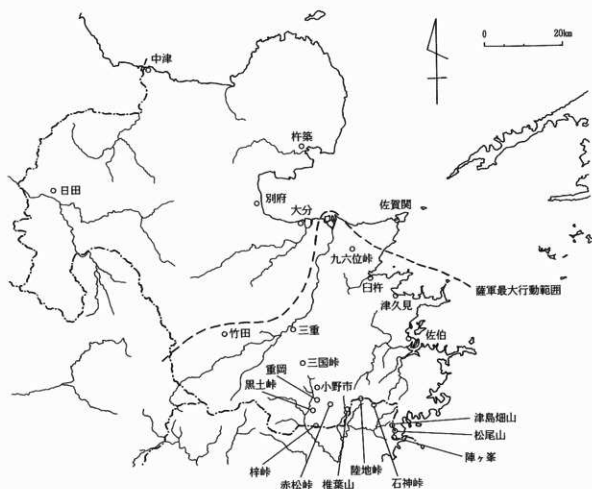 中津
0 20km
杵築
日田
別府
大分
佐賀関
九六位峠
臼杵
薩軍最大行動範囲
津久見
竹田
三重
佐伯
三国峠
重岡
小野市
黒土峠
津島畑山
松尾山
陣ヶ峯
梓峠
赤松峠
椎葉山
陸地峠
石神峠